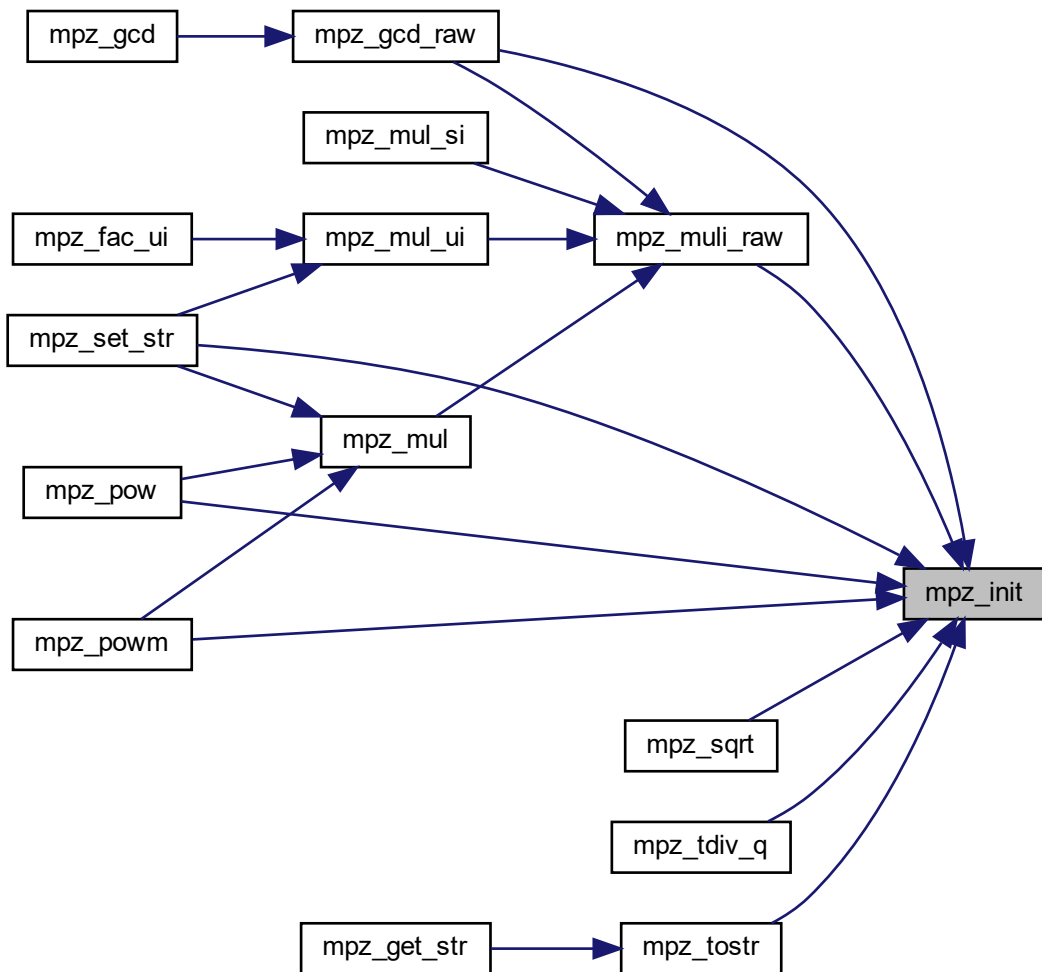 mpz_gcd
mpz_gcd_raw
mpz_mul_si
mpz_fac_ui
mpz_mul_ui
mpz_muli_raw
mpz_set_str
mpz_mul
mpz_pow
mpz_init
mpz_powm
mpz_sqrt
mpz_tdiv_q
mpz_get_str
mpz_tostr